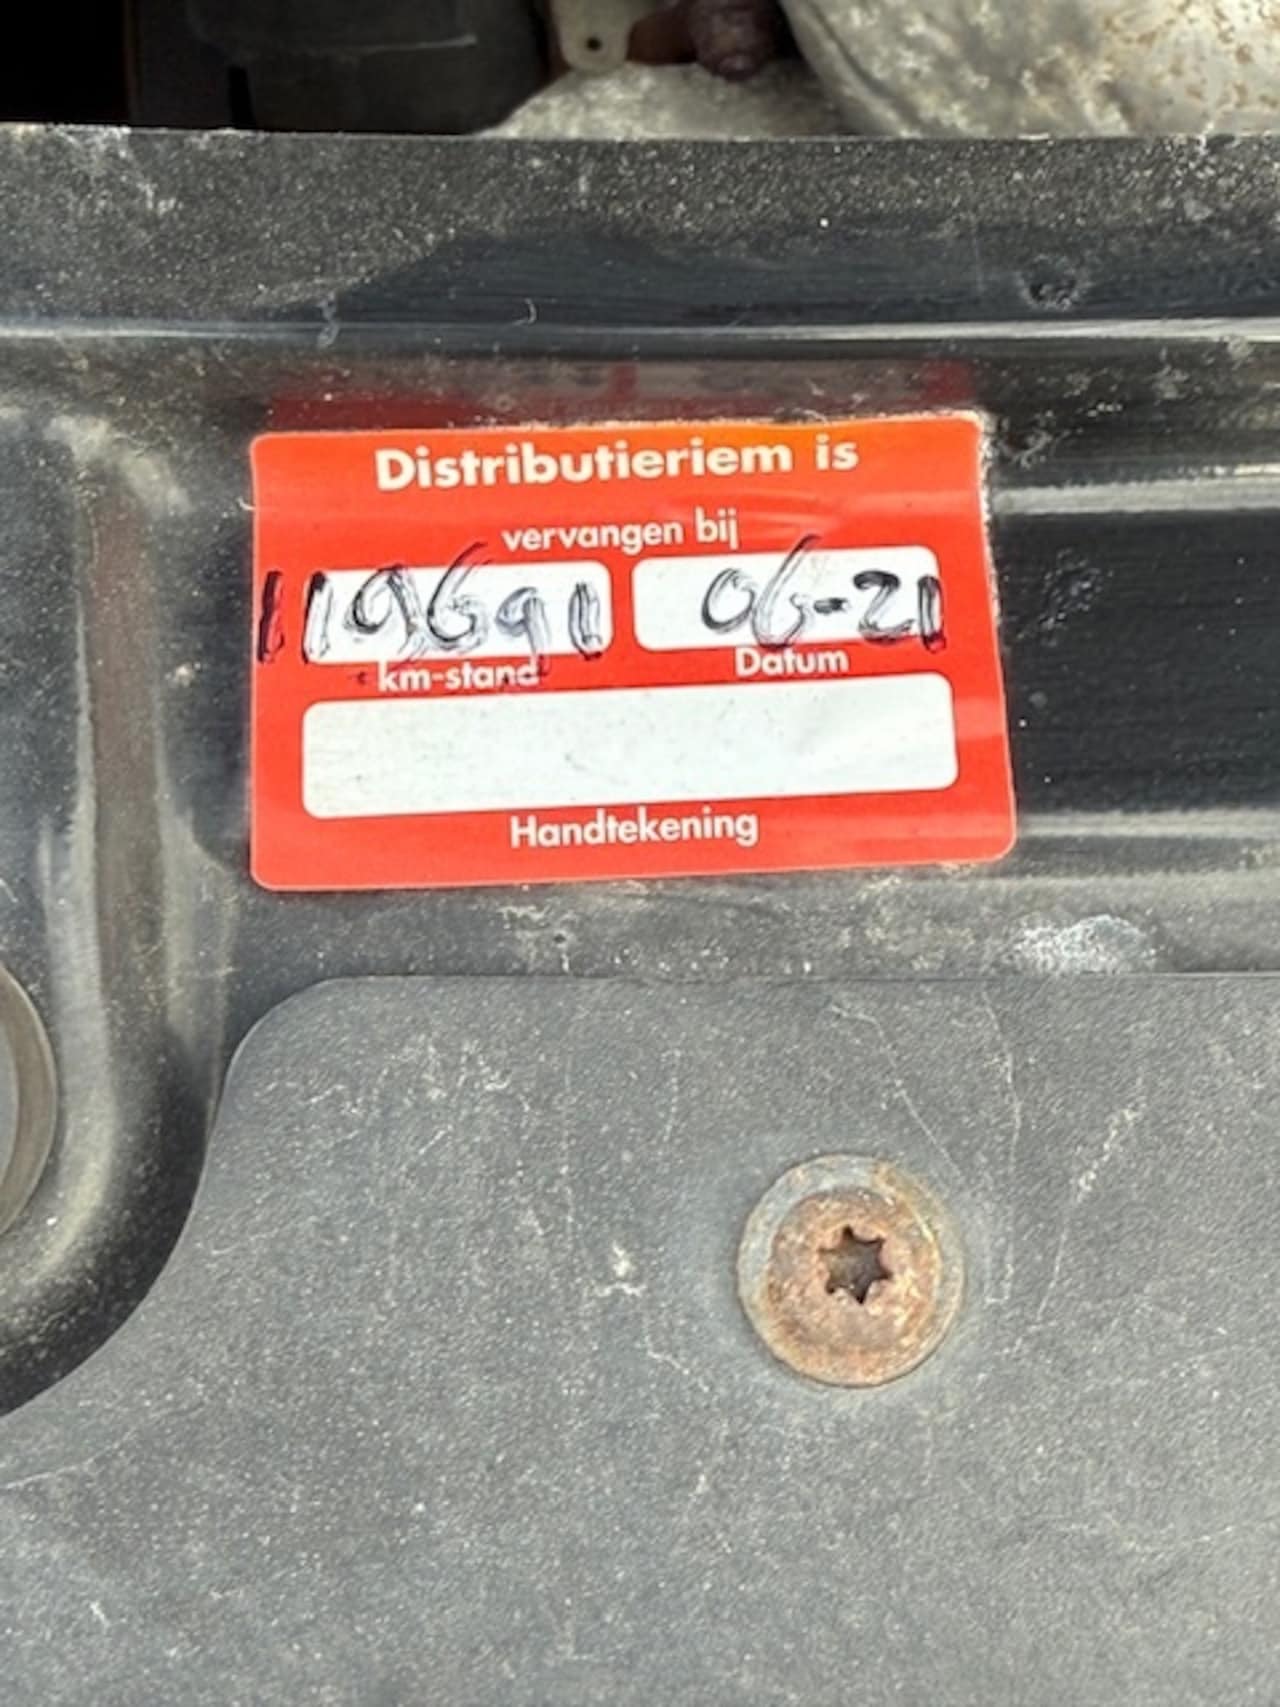 Distributieriem is
vervangen bij
119691 06-21
km-stand Datum
Handtekening